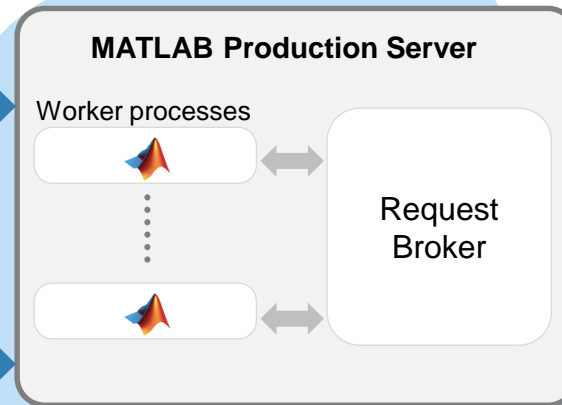 MATLAB Production Server
Worker processes
Request
Broker